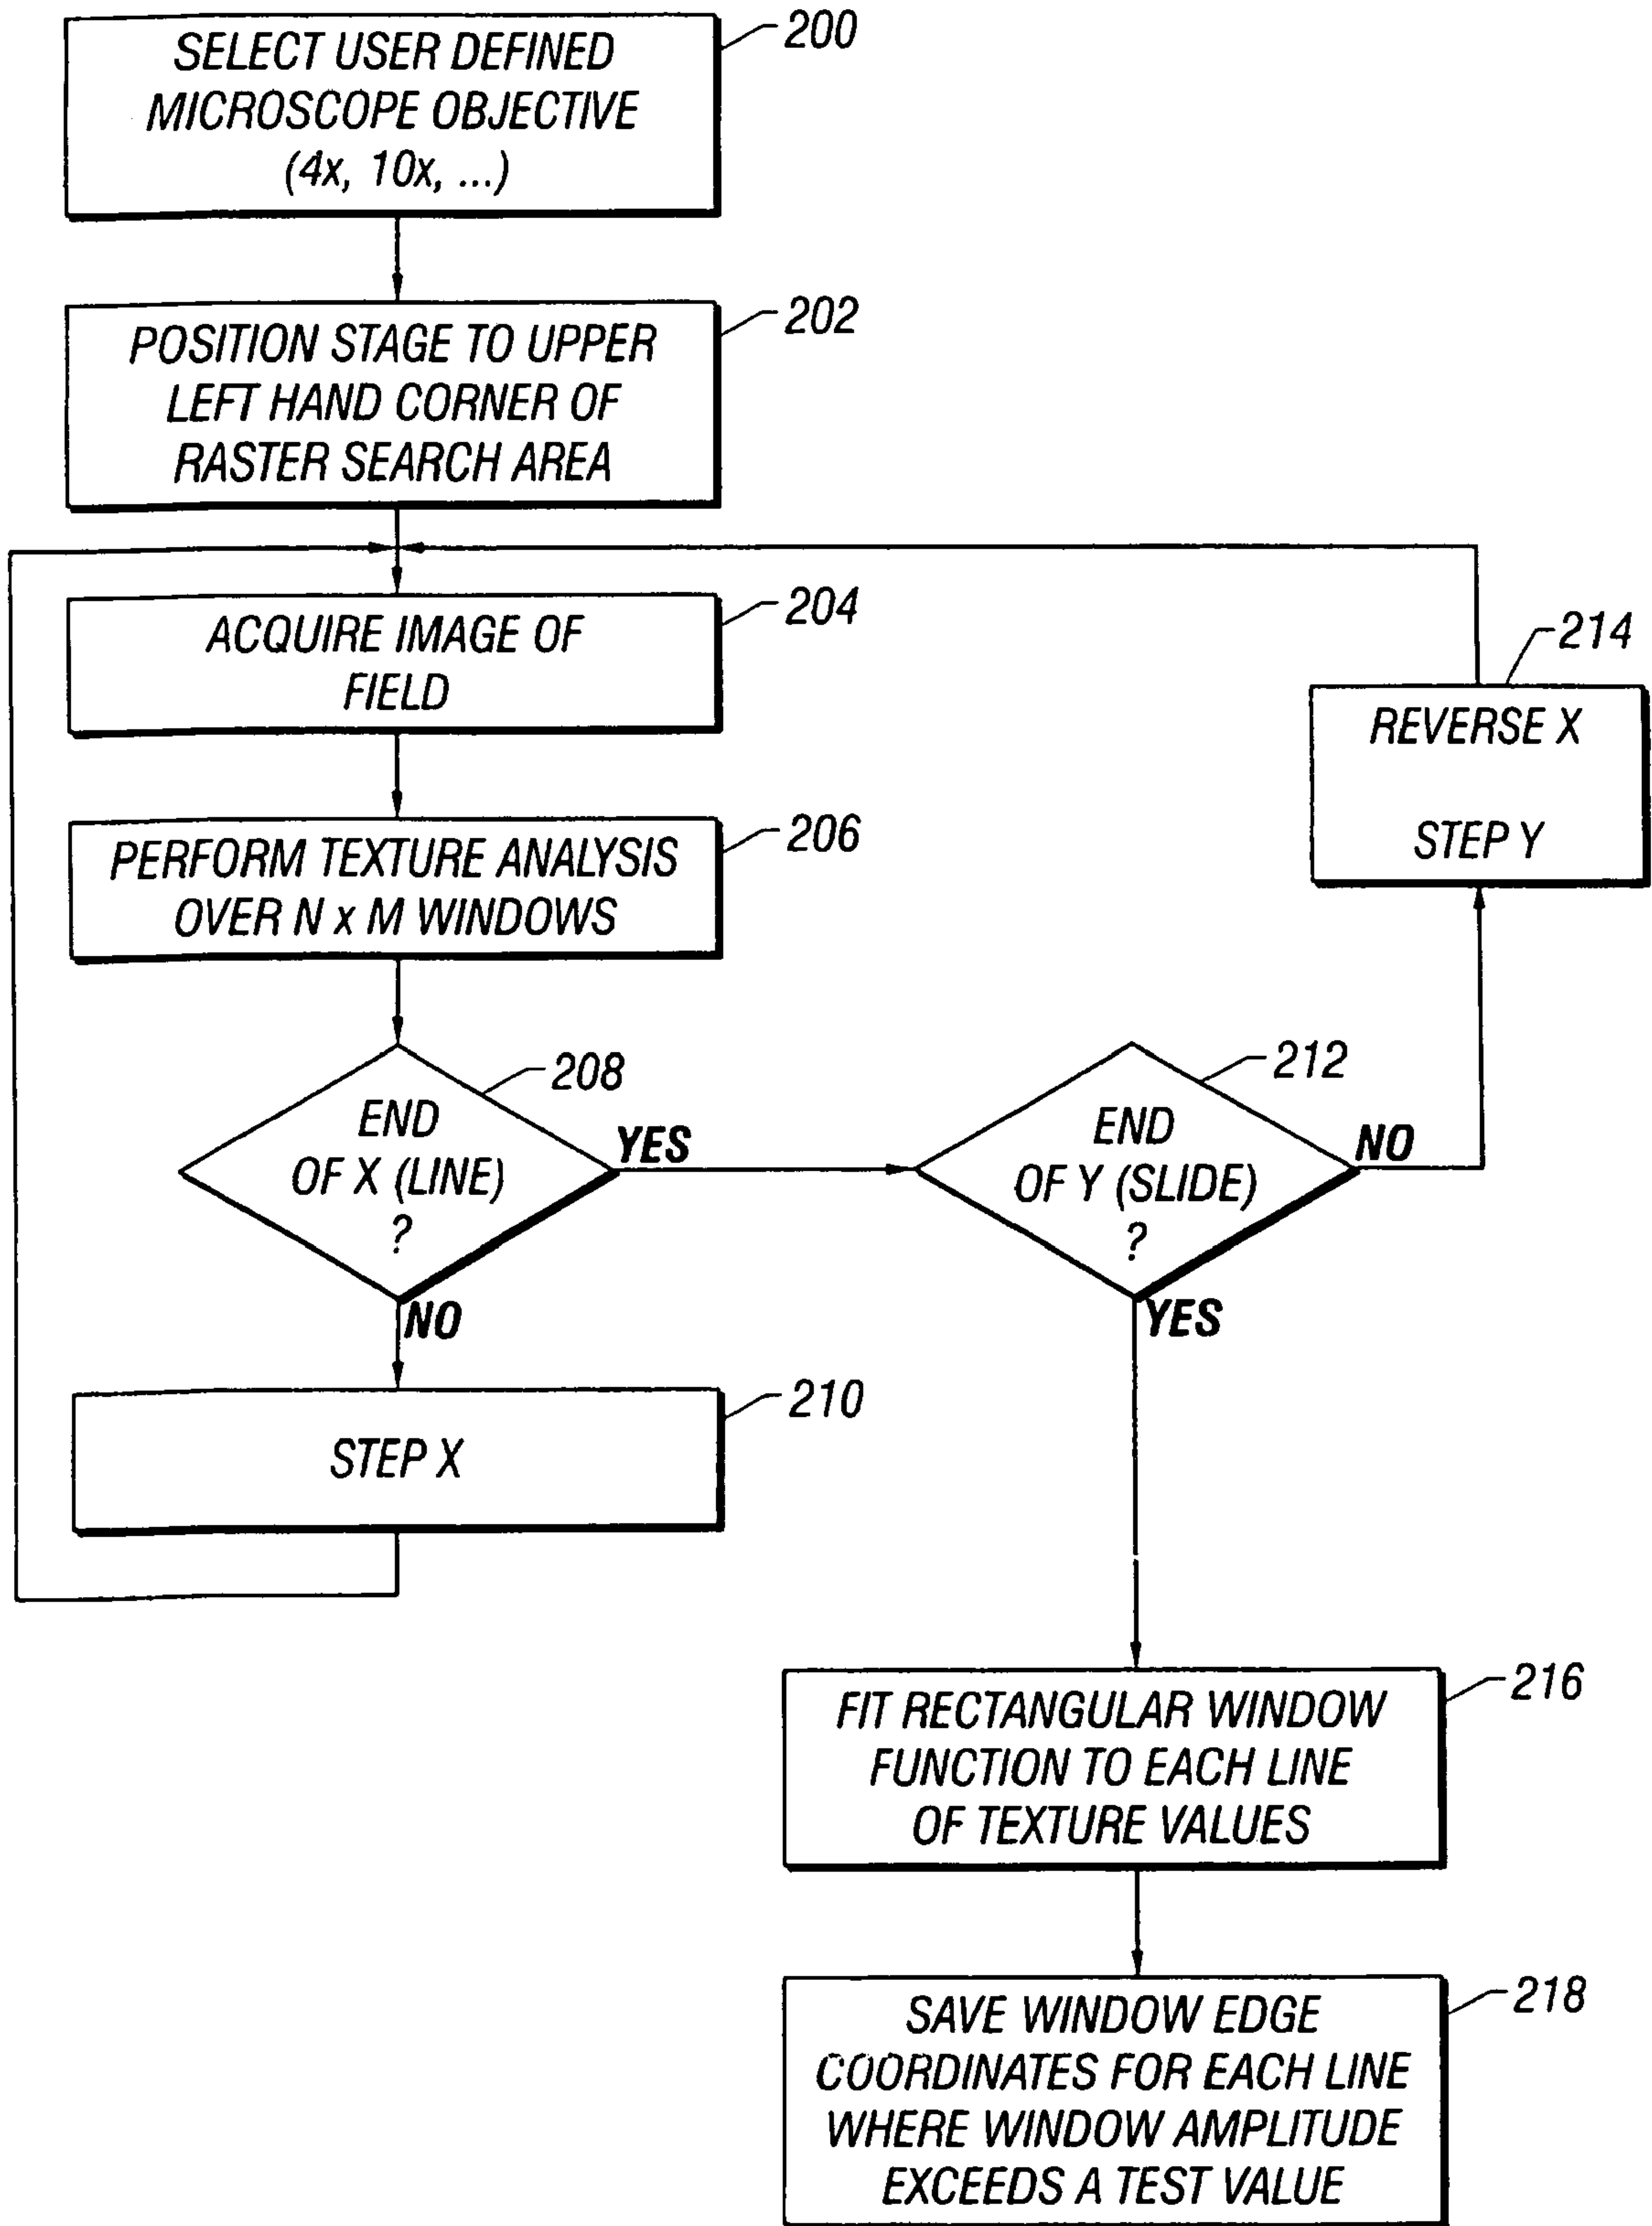 200
SELECT USER DEFINED
MICROSCOPE OBJECTIVE
(4x, 10x, ...)
202
POSITION STAGE TO UPPER
LEFT HAND CORNER OF
RASTER SEARCH AREA
204
ACQUIRE IMAGE OF
FIELD
214
REVERSE X
STEP Y
206
PERFORM TEXTURE ANALYSIS
OVER N x M WINDOWS
208
END
OF X (LINE)
?
YES
NO
212
END
OF Y (SLIDE)
?
NO
YES
210
STEP X
216
FIT RECTANGULAR WINDOW
FUNCTION TO EACH LINE
OF TEXTURE VALUES
218
SAVE WINDOW EDGE
COORDINATES FOR EACH LINE
WHERE WINDOW AMPLITUDE
EXCEEDS A TEST VALUE